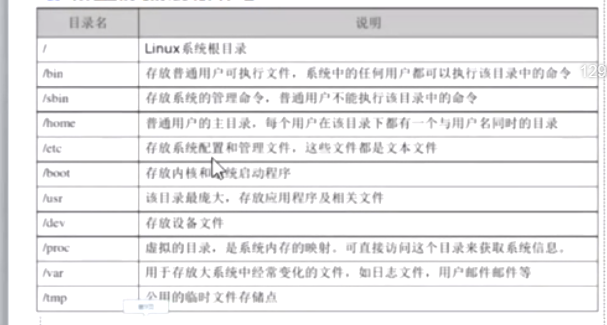 目录名 说明
/ Linux系统根目录
/bin 存放普通用户可执行文件，系统中的任何用户都可以执行该目录中的命令
/sbin 存放系统的管理命令，普通用户不能执行该目录中的命令
/home 普通用户的主目录，每个用户在该目录下都有一个与用户名同时的目录
/etc 存放系统配置和管理文件，这些文件都是文本文件
/boot 存放内核和系统启动程序
/usr 该目录最庞大，存放应用程序及相关文件
/dev 存放设备文件
/proc 虚拟的目录，是系统内存的映射。可直接访问这个目录来获取系统信息。
/var 用于存放大系统中经常变化的文件，如日志文件，用户邮件邮件等
/tmp 公用的临时文件存储点